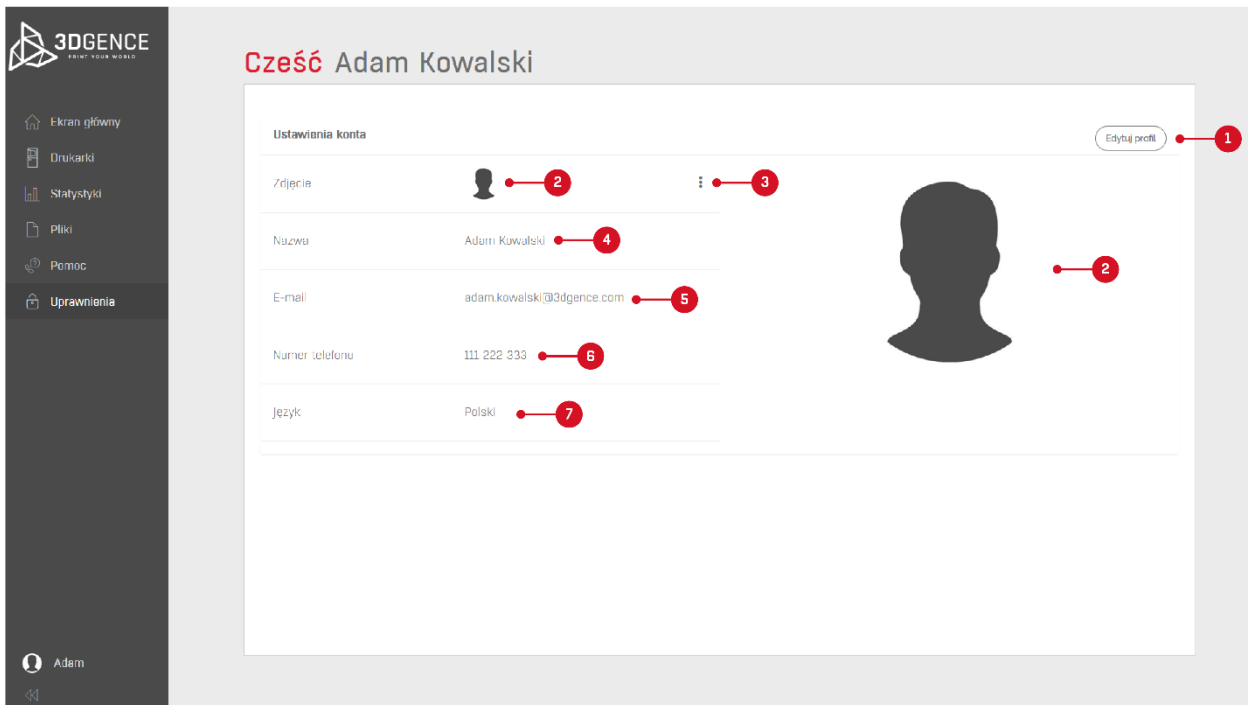 3DGENCE
PRINT YOUR WORLD
Ekran główny
Drukarki
Statystyki
Pliki
Pomoc
Uprawnienia
Adam
Cześć Adam Kowalski
Ustawienia konta
Edytuj profil
1
Zdjęcie
2
3
Nazwa
Adam Kowalski
4
2
E-mail
adam.kowalski@3dgence.com
5
Numer telefonu
111 222 333
6
Język
Polski
7